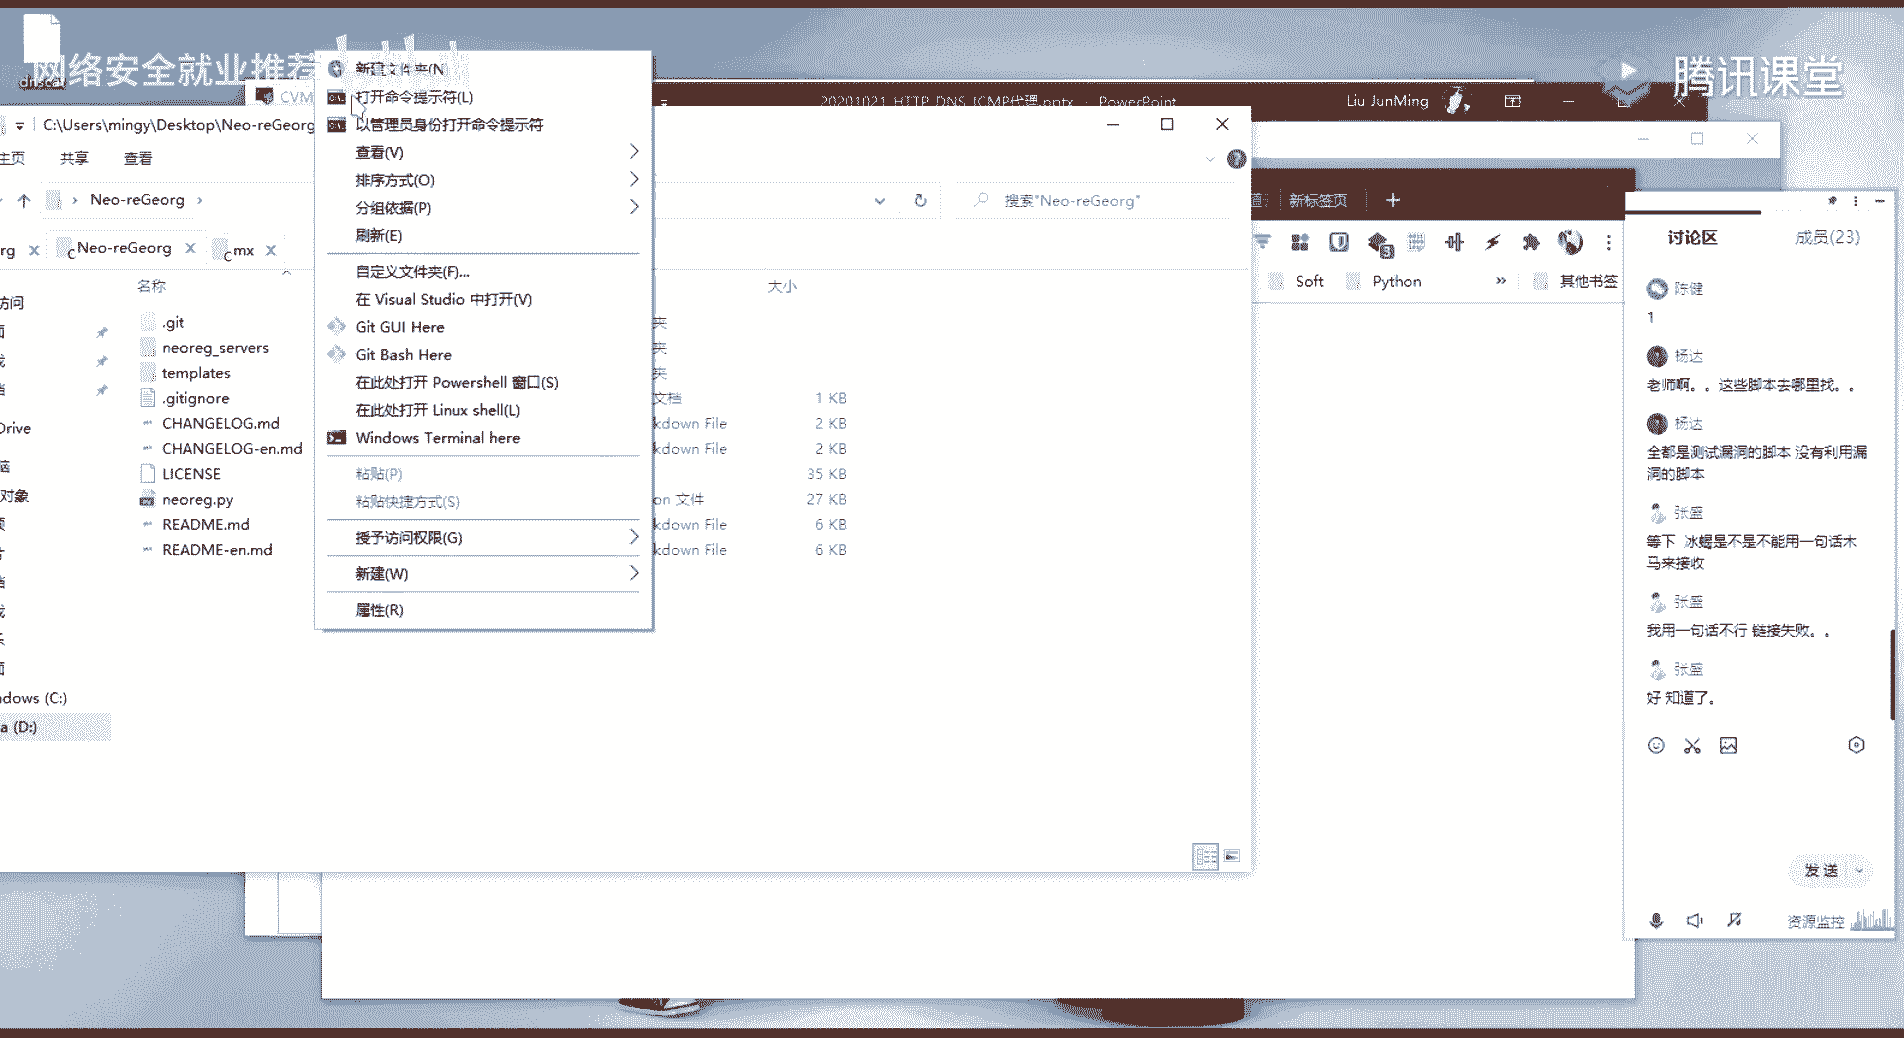 网络安全就业推荐
腾讯课堂
CVM
20201021_HTTP_DNS_ICMP代理.pptx - PowerPoint
Liu JunMing
C:\Users\mingy\Desktop\Neo-reGeorg
主页 共享 查看
Neo-reGeorg
搜索"Neo-reGeorg"
rg
Neo-reGeorg
mx
名称
大小
.git
neoreg_servers
templates
.gitignore
文档
1 KB
CHANGELOG.md
kdown File
2 KB
CHANGELOG-en.md
kdown File
2 KB
LICENSE
35 KB
neoreg.py
on 文件
27 KB
README.md
kdown File
6 KB
README-en.md
kdown File
6 KB
访问
Drive
对象
ndows (C:)
a (D:)
新建文件夹(N)
打开命令提示符(L)
以管理员身份打开命令提示符
查看(V)
排序方式(O)
分组依据(P)
刷新(E)
自定义文件夹(F)...
在 Visual Studio 中打开(V)
Git GUI Here
Git Bash Here
在此处打开 Powershell 窗口(S)
在此处打开 Linux shell(L)
Windows Terminal here
粘贴(P)
粘贴快捷方式(S)
授予访问权限(G)
新建(W)
属性(R)
新标签页
3
Soft
Python
»
其他书签
讨论区
成员(23)
陈健
1
杨达
老师啊。。这些脚本去哪里找。。
杨达
全都是测试漏洞的脚本 没有利用漏
洞的脚本
张盛
等下 冰蝎是不是不能用一句话木
马来接收
张盛
我用一句话不行 链接失败。。
张盛
好 知道了。
发送
资源监控